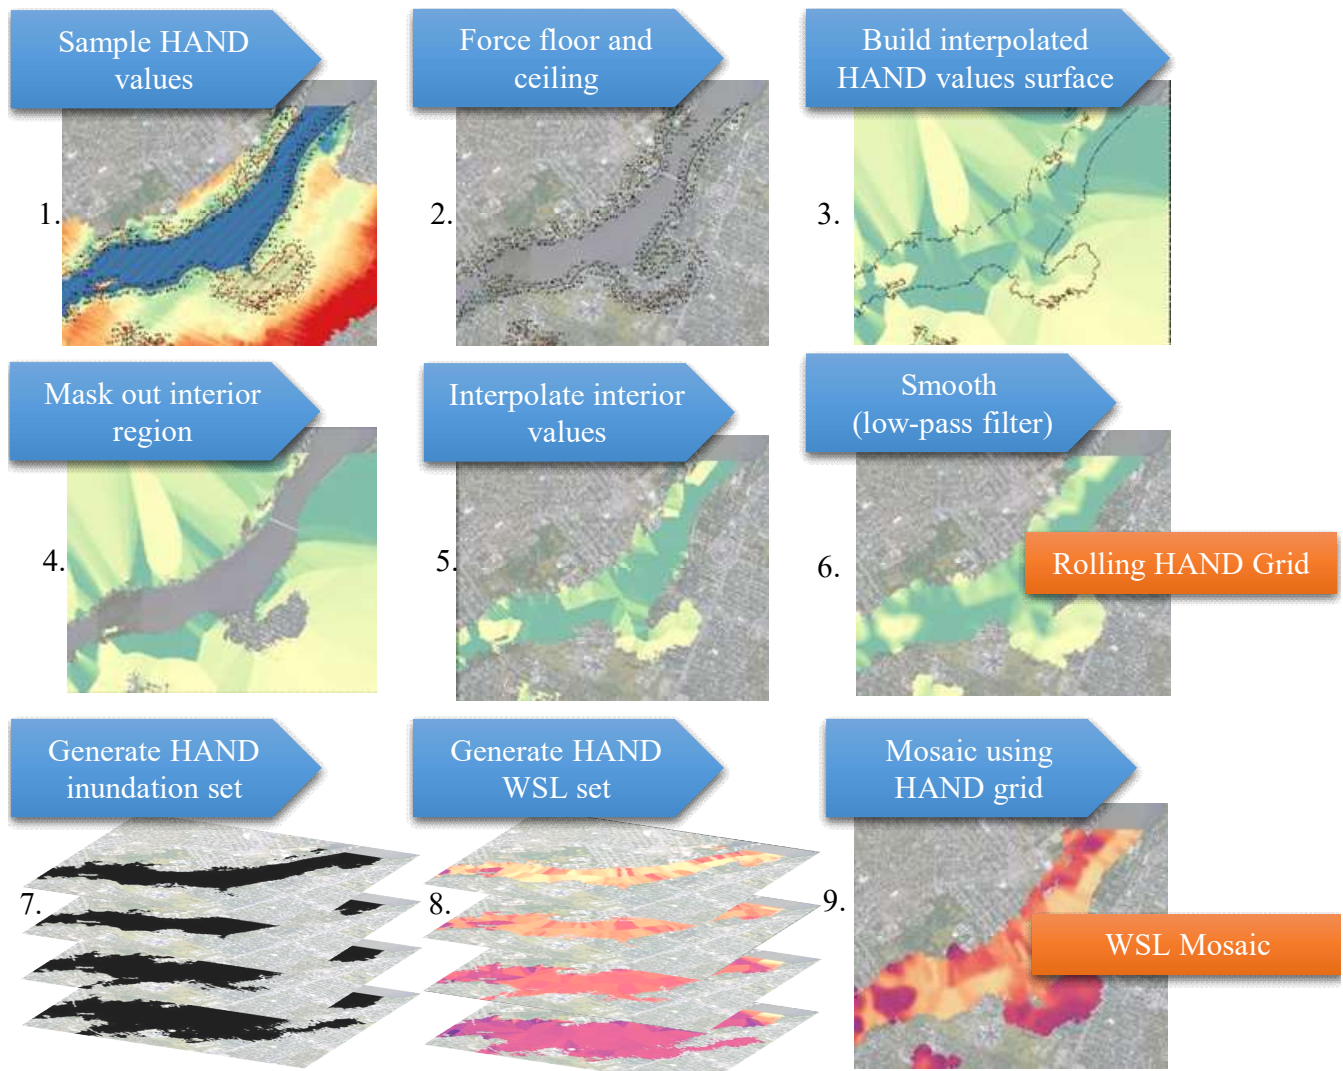 Sample HAND
values
1.
Force floor and
ceiling
2.
Build interpolated
HAND values surface
3.
Mask out interior
region
4.
Interpolate interior
values
5.
Smooth
(low-pass filter)
6.
Rolling HAND Grid
Generate HAND
inundation set
7.
Generate HAND
WSL set
8.
Mosaic using
HAND grid
9.
WSL Mosaic